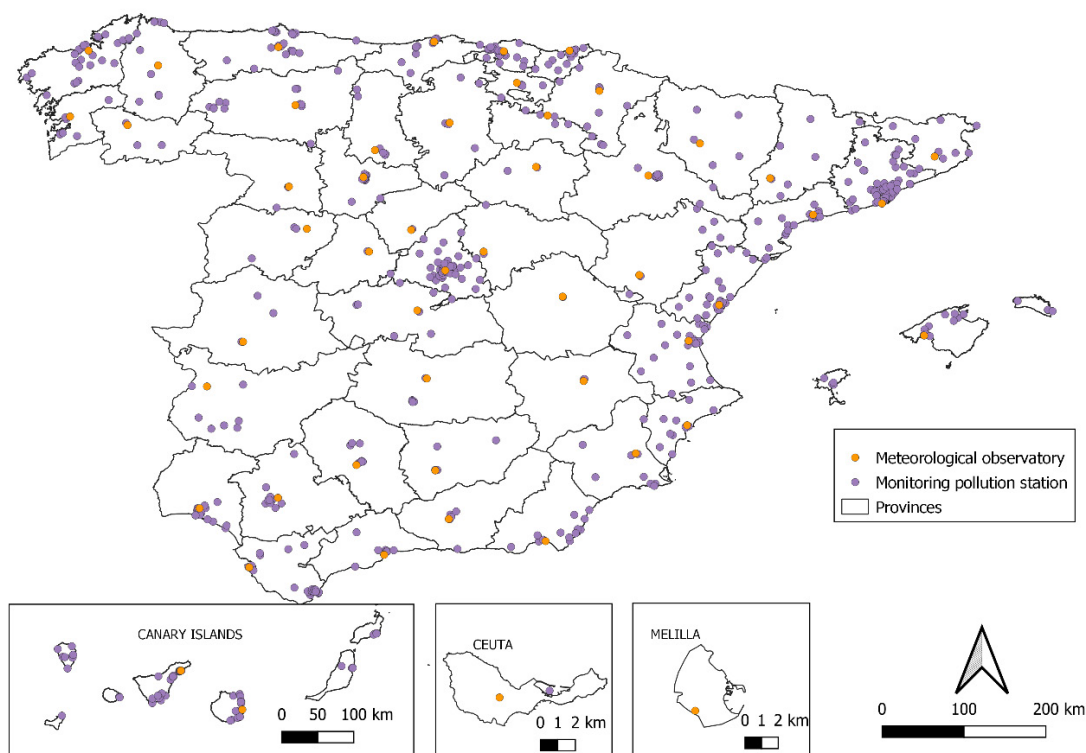 Meteorological observatory
Monitoring pollution station
Provinces
CANARY ISLANDS
0 50 100 km
CEUTA
0 1 2 km
MELILLA
0 1 2 km
0 100 200 km